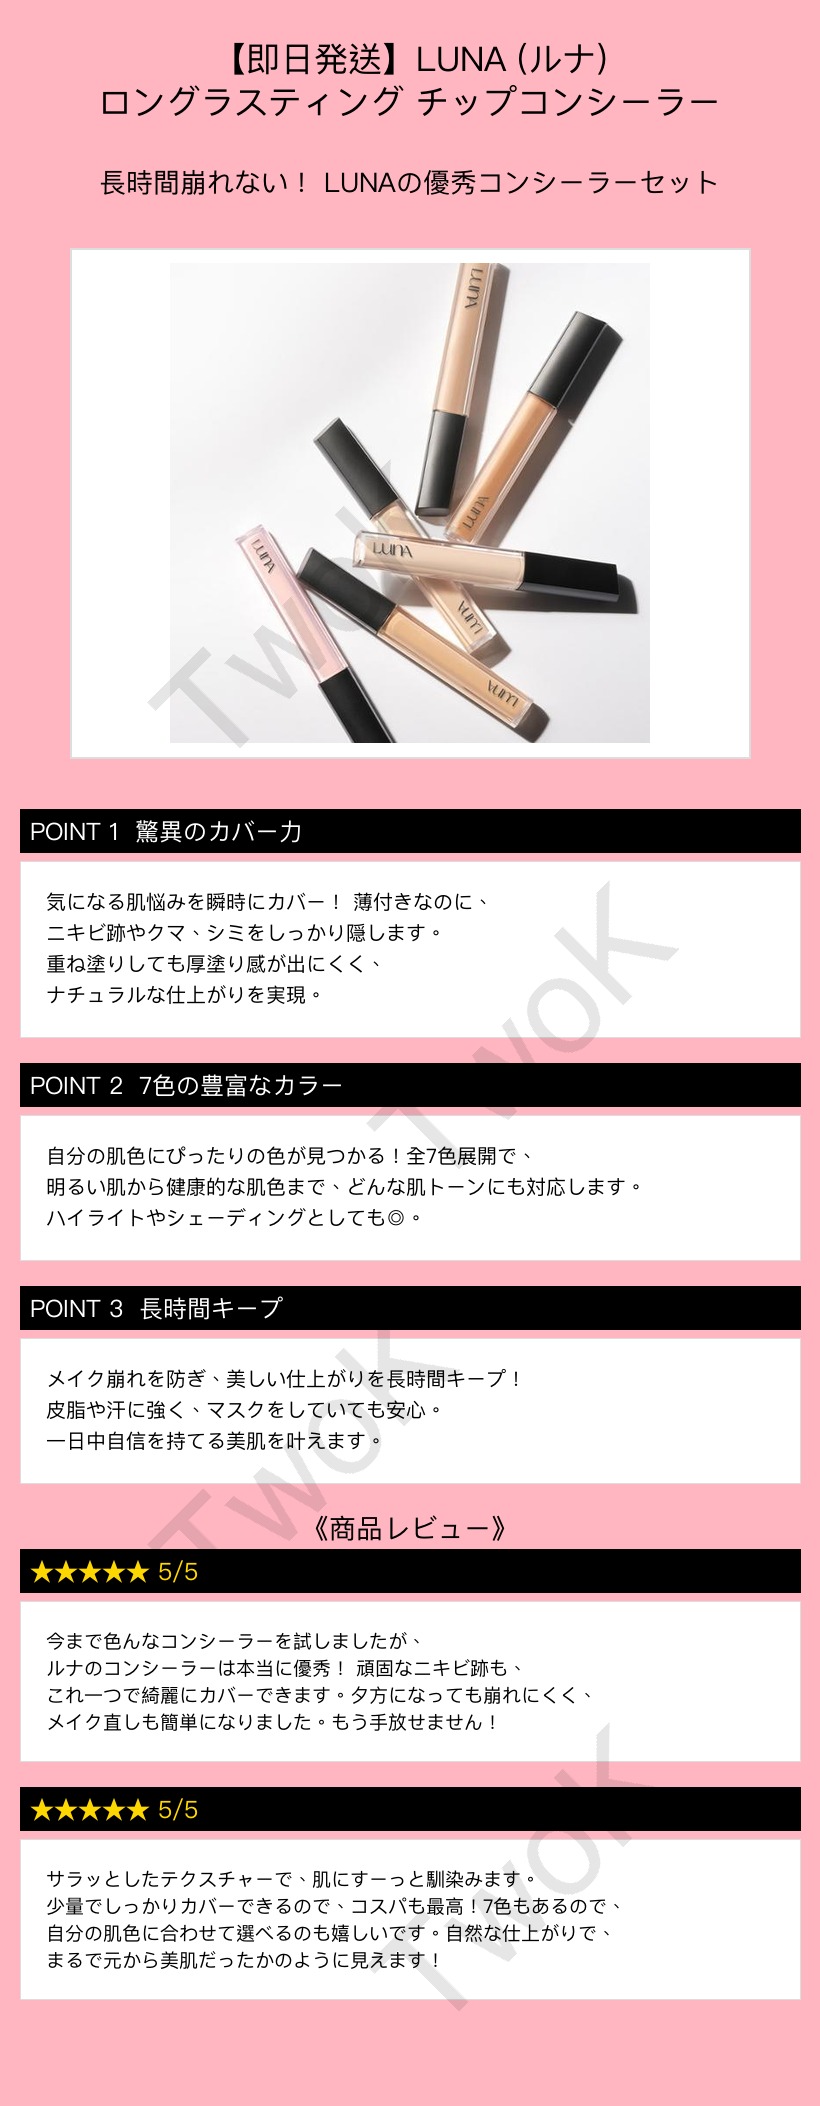 【即日発送】LUNA (ルナ)
ロングラスティング チップコンシーラー
長時間崩れない！ LUNAの優秀コンシーラーセット
LUNA
LUNA
LUNA
LUNA
LUNA
LUNA
TwoK
POINT 1 驚異のカバー力
気になる肌悩みを瞬時にカバー！ 薄付きなのに、
ニキビ跡やクマ、シミをしっかり隠します。
重ね塗りしても厚塗り感が出にくく、
ナチュラルな仕上がりを実現。
TwoK
POINT 2 7色の豊富なカラー
自分の肌色にぴったりの色が見つかる！全7色展開で、
明るい肌から健康的な肌色まで、どんな肌トーンにも対応します。
ハイライトやシェーディングとしても◎。
POINT 3 長時間キープ
メイク崩れを防ぎ、美しい仕上がりを長時間キープ！
皮脂や汗に強く、マスクをしていても安心。
一日中自信を持てる美肌を叶えます。
TwoK
《商品レビュー》
★★★★★ 5/5
今まで色んなコンシーラーを試しましたが、
ルナのコンシーラーは本当に優秀！ 頑固なニキビ跡も、
これ一つで綺麗にカバーできます。夕方になっても崩れにくく、
メイク直しも簡単になりました。もう手放せません！
★★★★★ 5/5
サラッとしたテクスチャーで、肌にすーっと馴染みます。
少量でしっかりカバーできるので、コスパも最高！7色もあるので、
自分の肌色に合わせて選べるのも嬉しいです。自然な仕上がりで、
まるで元から美肌だったかのように見えます！
TwoK